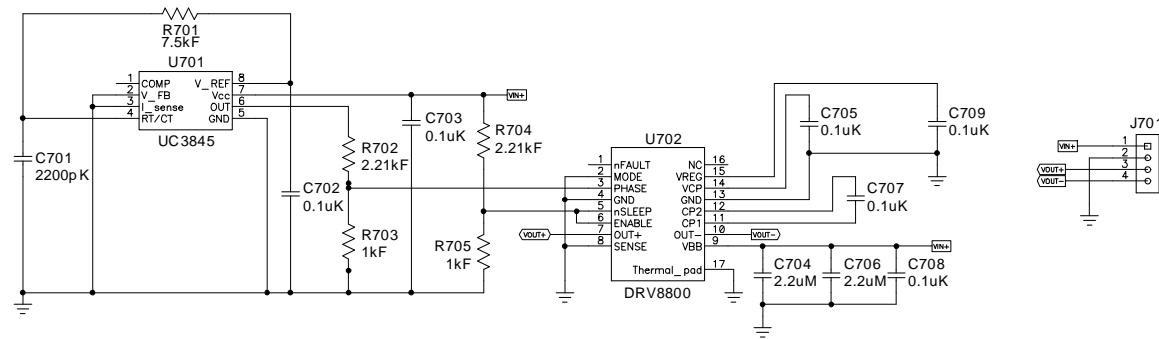 R701
7.5kF
U701
1 COMP V_REF 8
2 V_FB Vcc 7
3 I_sense OUT 6
4 RT/CT GND 5
UC3845
C701
2200pK
C702
0.1uK
R702
2.21kF
R703
1kF
C703
0.1uK
VIN+
R704
2.21kF
R705
1kF
U702
1 nFAULT NC 16
2 MODE VREG 15
3 PHASE VCP 14
4 GND GND 13
5 nSLEEP CP2 12
6 ENABLE CP1 11
7 OUT+ OUT- 10
8 SENSE VBB 9
Thermal_pad 17
DRV8800
VOUT+
VOUT-
VIN+
C705
0.1uK
C709
0.1uK
C707
0.1uK
C704
2.2uM
C706
2.2uM
C708
0.1uK
J701
VIN+ 1
2
VOUT+ 3
VOUT- 4